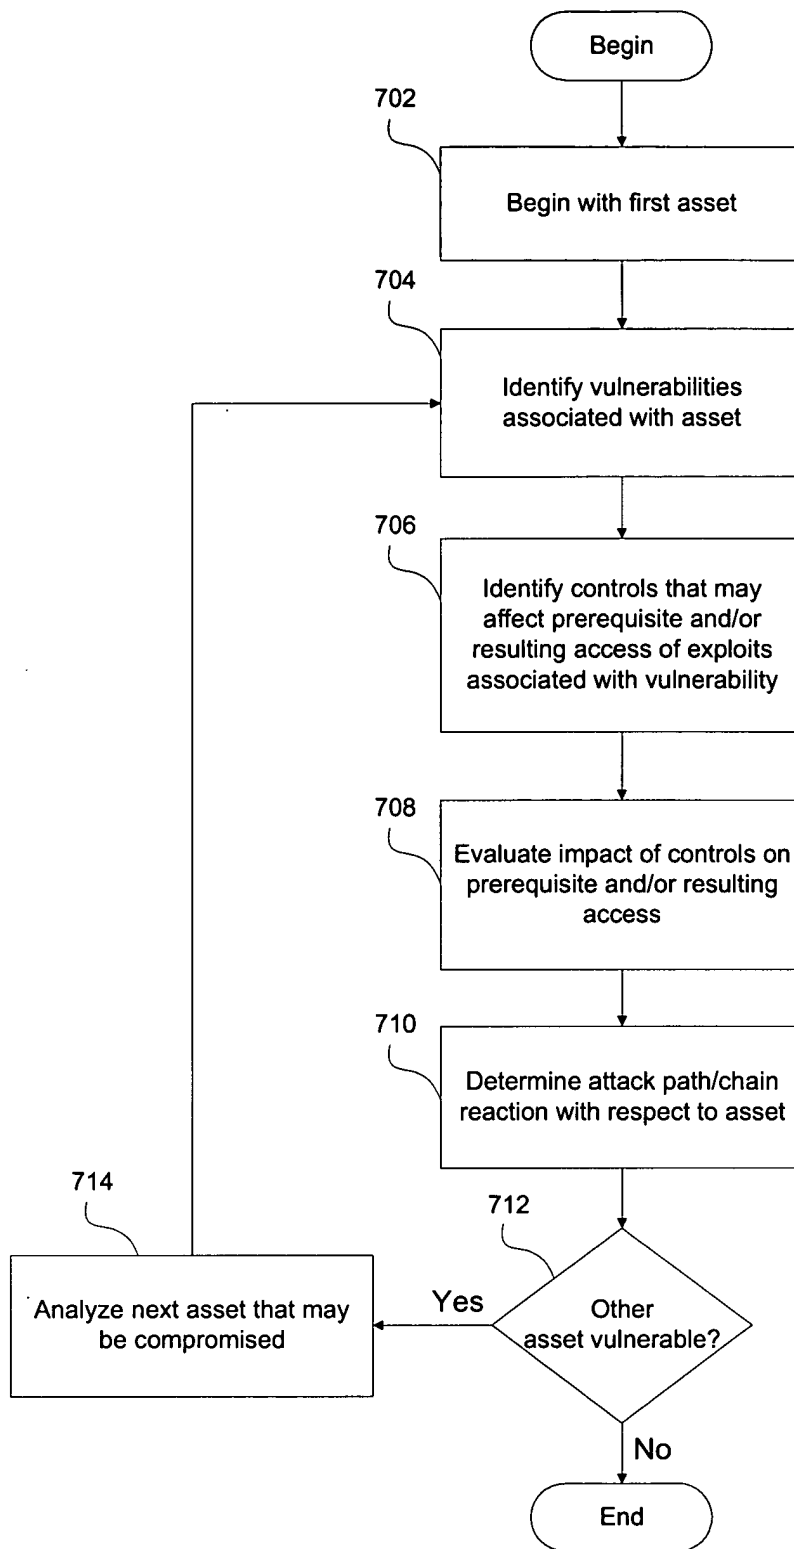 Begin
702
Begin with first asset
704
Identify vulnerabilities
associated with asset
706
Identify controls that may
affect prerequisite and/or
resulting access of exploits
associated with vulnerability
708
Evaluate impact of controls on
prerequisite and/or resulting
access
710
Determine attack path/chain
reaction with respect to asset
714
712
Analyze next asset that may
be compromised
Yes
Other
asset vulnerable?
No
End